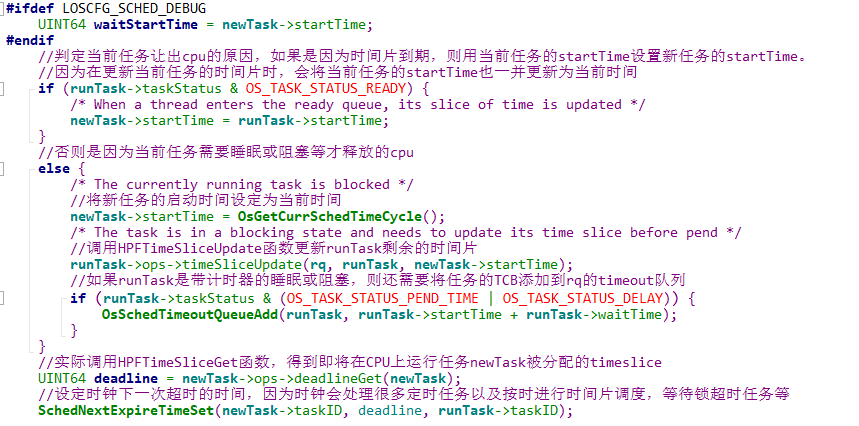 #ifdef LOSCFG_SCHED_DEBUG
UINT64 waitStartTime = newTask->startTime;
#endif
//判定当前任务让出cpu的原因，如果是因为时间片到期，则用当前任务的startTime设置新任务的startTime。
//因为在更新当前任务的时间片时，会将当前任务的startTime也一并更新为当前时间
if (runTask->taskStatus & OS_TASK_STATUS_READY) {
/* When a thread enters the ready queue, its slice of time is updated */
newTask->startTime = runTask->startTime;
}
//否则是因为当前任务需要睡眠或阻塞等才释放的cpu
else {
/* The currently running task is blocked */
//将新任务的启动时间设定为当前时间
newTask->startTime = OsGetCurrSchedTimeCycle();
/* The task is in a blocking state and needs to update its time slice before pend */
//调用HPFTimeSliceUpdate函数更新runTask剩余的时间片
runTask->ops->timeSliceUpdate(rq, runTask, newTask->startTime);
//如果runTask是带计时器的睡眠或阻塞，则还需要将任务的TCB添加到rq的timeout队列
if (runTask->taskStatus & (OS_TASK_STATUS_PEND_TIME | OS_TASK_STATUS_DELAY)) {
OsSchedTimeoutQueueAdd(runTask, runTask->startTime + runTask->waitTime);
}
}
//实际调用HPFTimeSliceGet函数，得到即将在CPU上运行任务newTask被分配的timeslice
UINT64 deadline = newTask->ops->deadlineGet(newTask);
//设定时钟下一次超时的时间，因为时钟会处理很多定时任务以及按时进行时间片调度，等待锁超时任务等
SchedNextExpireTimeSet(newTask->taskID, deadline, runTask->taskID);